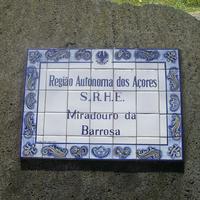 Região Autonoma dos Açores
S.R.H.E.
Miradouro da
Barrosa